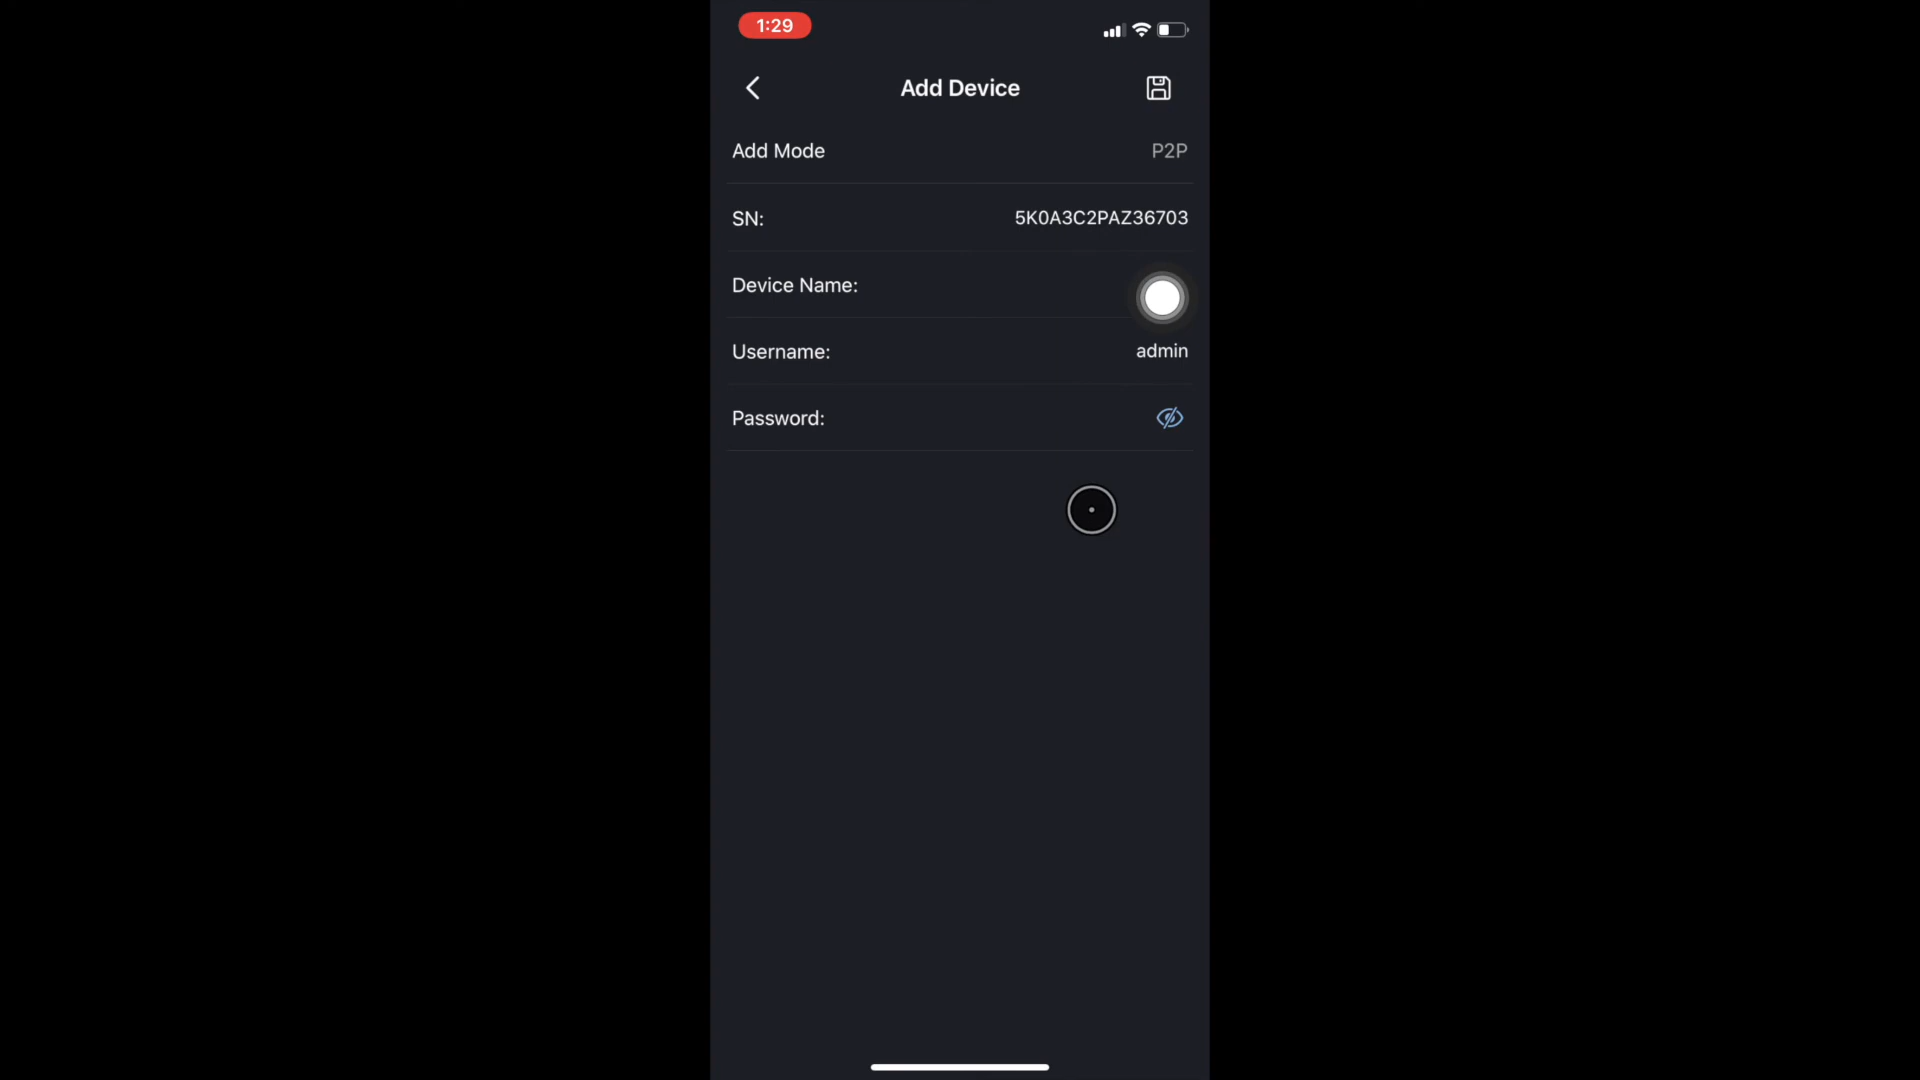 1:29
Add Device
Add Mode P2P
SN: 5K0A3C2PAZ36703
Device Name:
Username: admin
Password: